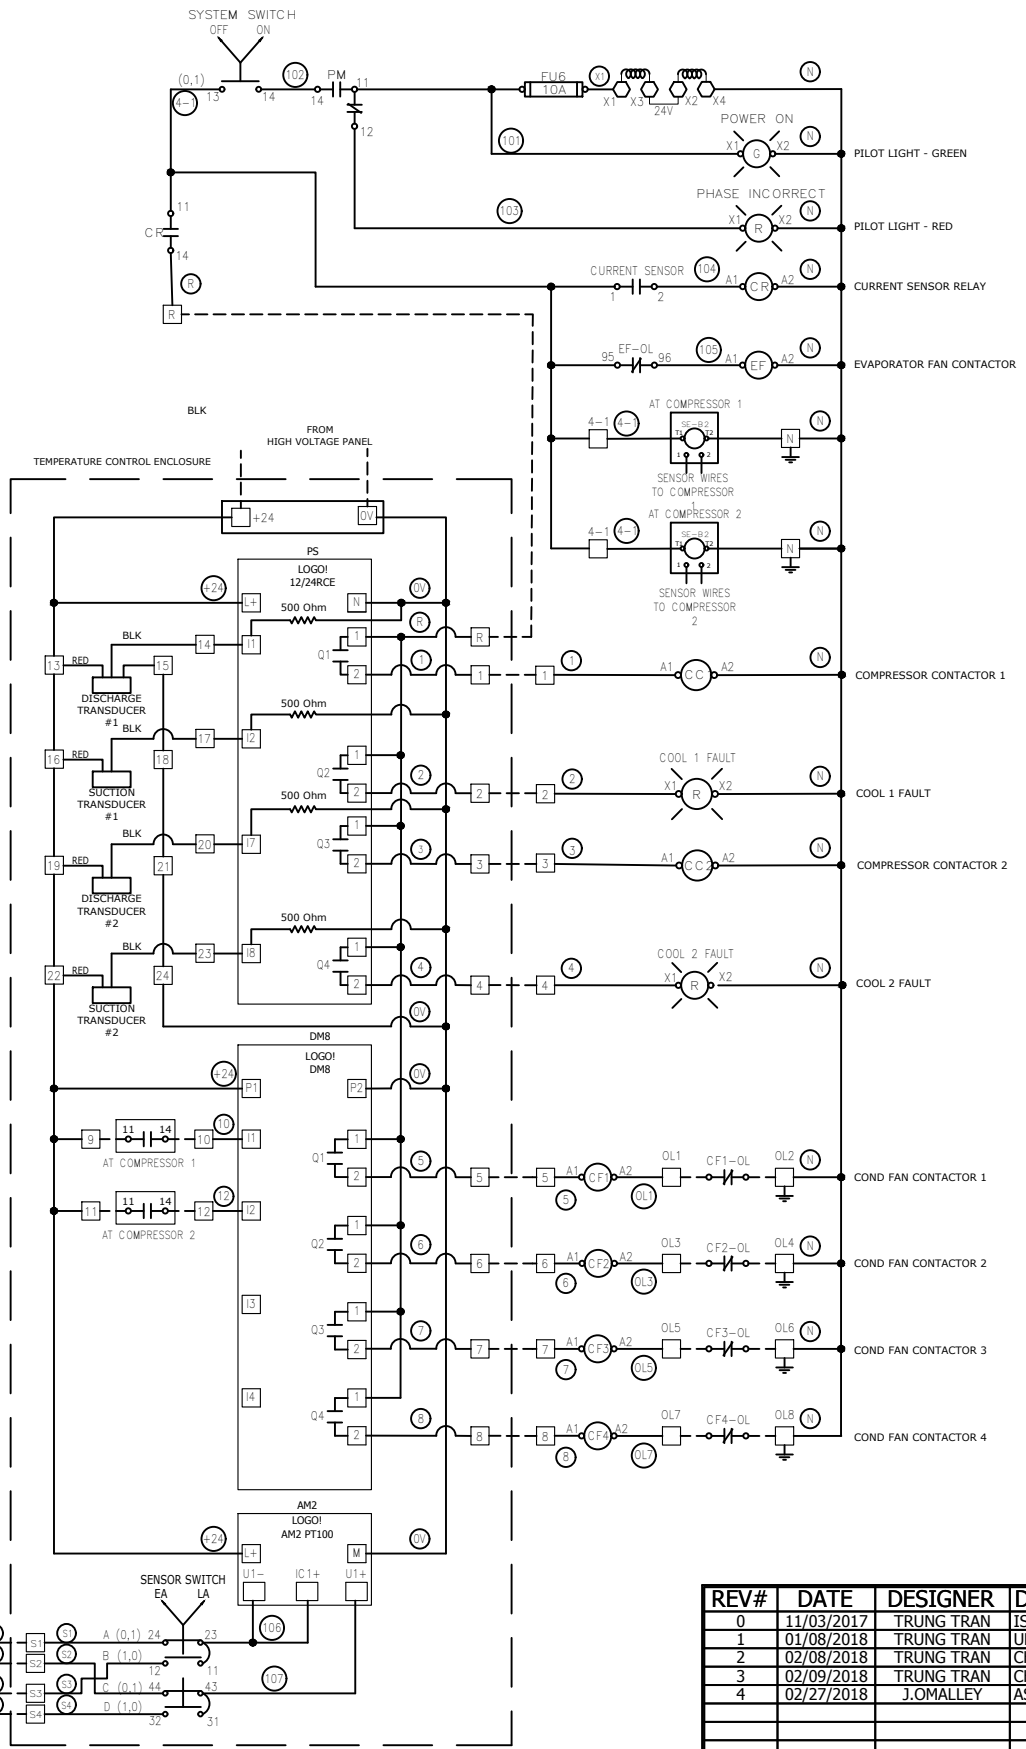 SYSTEM SWITCH
OFF ON
(0,1) 102 PM 11 FU6 X1 N
4-1 13 14 14 10A X1 X3 X2 X4
24V
12
POWER ON
101 X1 G X2 N PILOT LIGHT - GREEN
PHASE INCORRECT
103 X1 R X2 N PILOT LIGHT - RED
11
CR
14
R
R
CURRENT SENSOR 104 N
1 2 A1 CR A2 CURRENT SENSOR RELAY
EF-OL 105 N
95 96 A1 EF A2 EVAPORATOR FAN CONTACTOR
AT COMPRESSOR 1
4-1 4-1 SE-B2 N
T1 T2 N
1 2
SENSOR WIRES
TO COMPRESSOR
1
AT COMPRESSOR 2
4-1 4-1 SE-B2 N
T1 T2 N
1 2
SENSOR WIRES
TO COMPRESSOR
2
BLK
FROM
HIGH VOLTAGE PANEL
TEMPERATURE CONTROL ENCLOSURE
+24 0V
PS
LOGO!
12/24RCE
+24 L+ N 0V
500 Ohm R
BLK 14 I1 1 R
Q1
13 RED 15 2 1 1 1 1 A1 CC A2 N COMPRESSOR CONTACTOR 1
DISCHARGE
TRANSDUCER
#1
500 Ohm
BLK 17 I2
16 RED 18 1
Q2
2 2 2 2 2
COOL 1 FAULT
X1 R X2 N COOL 1 FAULT
SUCTION
TRANSDUCER
#1
500 Ohm
BLK 20 I7 1
Q3
19 RED 21 2 3 3 3 3 A1 CC2 A2 N COMPRESSOR CONTACTOR 2
DISCHARGE
TRANSDUCER
#2
500 Ohm
BLK 23 I8 1
Q4
22 RED 24 2 4 4 4 4
COOL 2 FAULT
X1 R X2 N COOL 2 FAULT
SUCTION
TRANSDUCER
#2
0V
DM8
LOGO!
DM8
+24 P1 P2 0V
9 11 14 10 10 I1 1
AT COMPRESSOR 1
Q1
2 5 5 5 A1 CF1 A2 OL1 CF1-OL OL2 N COND FAN CONTACTOR 1
5 OL1
11 11 14 12 12 I2 1
AT COMPRESSOR 2
Q2
2 6 6 6 A1 CF2 A2 OL3 CF2-OL OL4 N COND FAN CONTACTOR 2
6 OL3
I3 1
Q3
2 7 7 7 A1 CF3 A2 OL5 CF3-OL OL6 N COND FAN CONTACTOR 3
7 OL5
I4 1
Q4
2 8 8 8 A1 CF4 A2 OL7 CF4-OL OL8 N COND FAN CONTACTOR 4
8 OL7
AM2
LOGO!
AM2 PT100
+24 L+ M 0V
U1- IC1+ U1+
SENSOR SWITCH
EA LA
106
S1 S1 A (0,1) 24 23
S2 S2 B (1,0) 12 11
S3 S3 C (0,1) 44 43 107
S4 S4 D (1,0) 32 31
REV# DATE DESIGNER
0 11/03/2017 TRUNG TRAN
1 01/08/2018 TRUNG TRAN
2 02/08/2018 TRUNG TRAN
3 02/09/2018 TRUNG TRAN
4 02/27/2018 J.OMALLEY